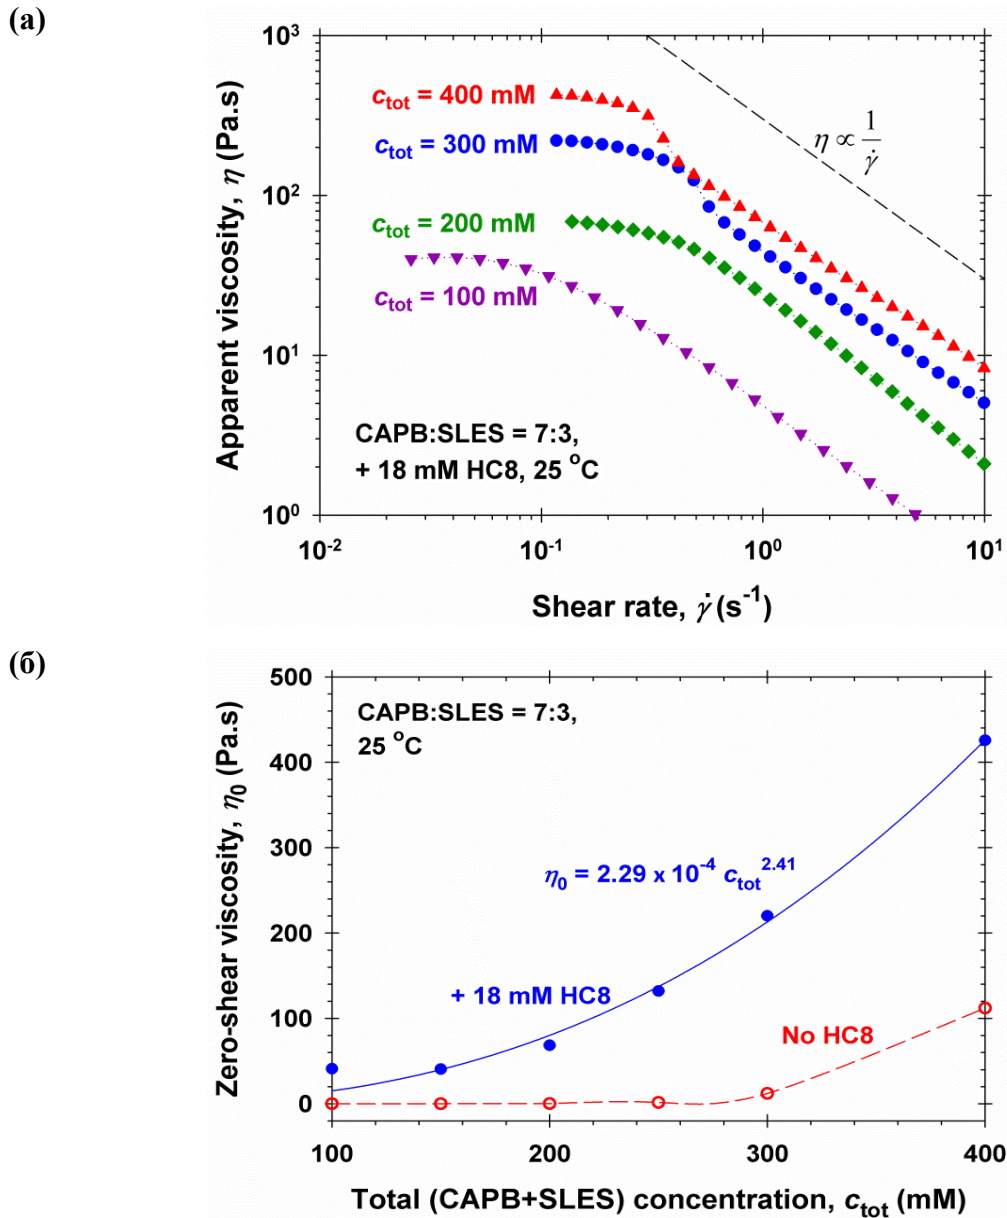 (а)
10³
10²
10¹
10⁰
Apparent viscosity, η (Pa.s)
c_tot = 400 mM
c_tot = 300 mM
c_tot = 200 mM
c_tot = 100 mM
η ∝ 1/γ̇
CAPB:SLES = 7:3,
+ 18 mM HC8, 25 °C
10⁻² 10⁻¹ 10⁰ 10¹
Shear rate, γ̇ (s⁻¹)
(б)
500
400
300
200
100
0
Zero-shear viscosity, η₀ (Pa.s)
CAPB:SLES = 7:3,
25 °C
η₀ = 2.29 x 10⁻⁴ c_tot^2.41
+ 18 mM HC8
No HC8
100 200 300 400
Total (CAPB+SLES) concentration, c_tot (mM)